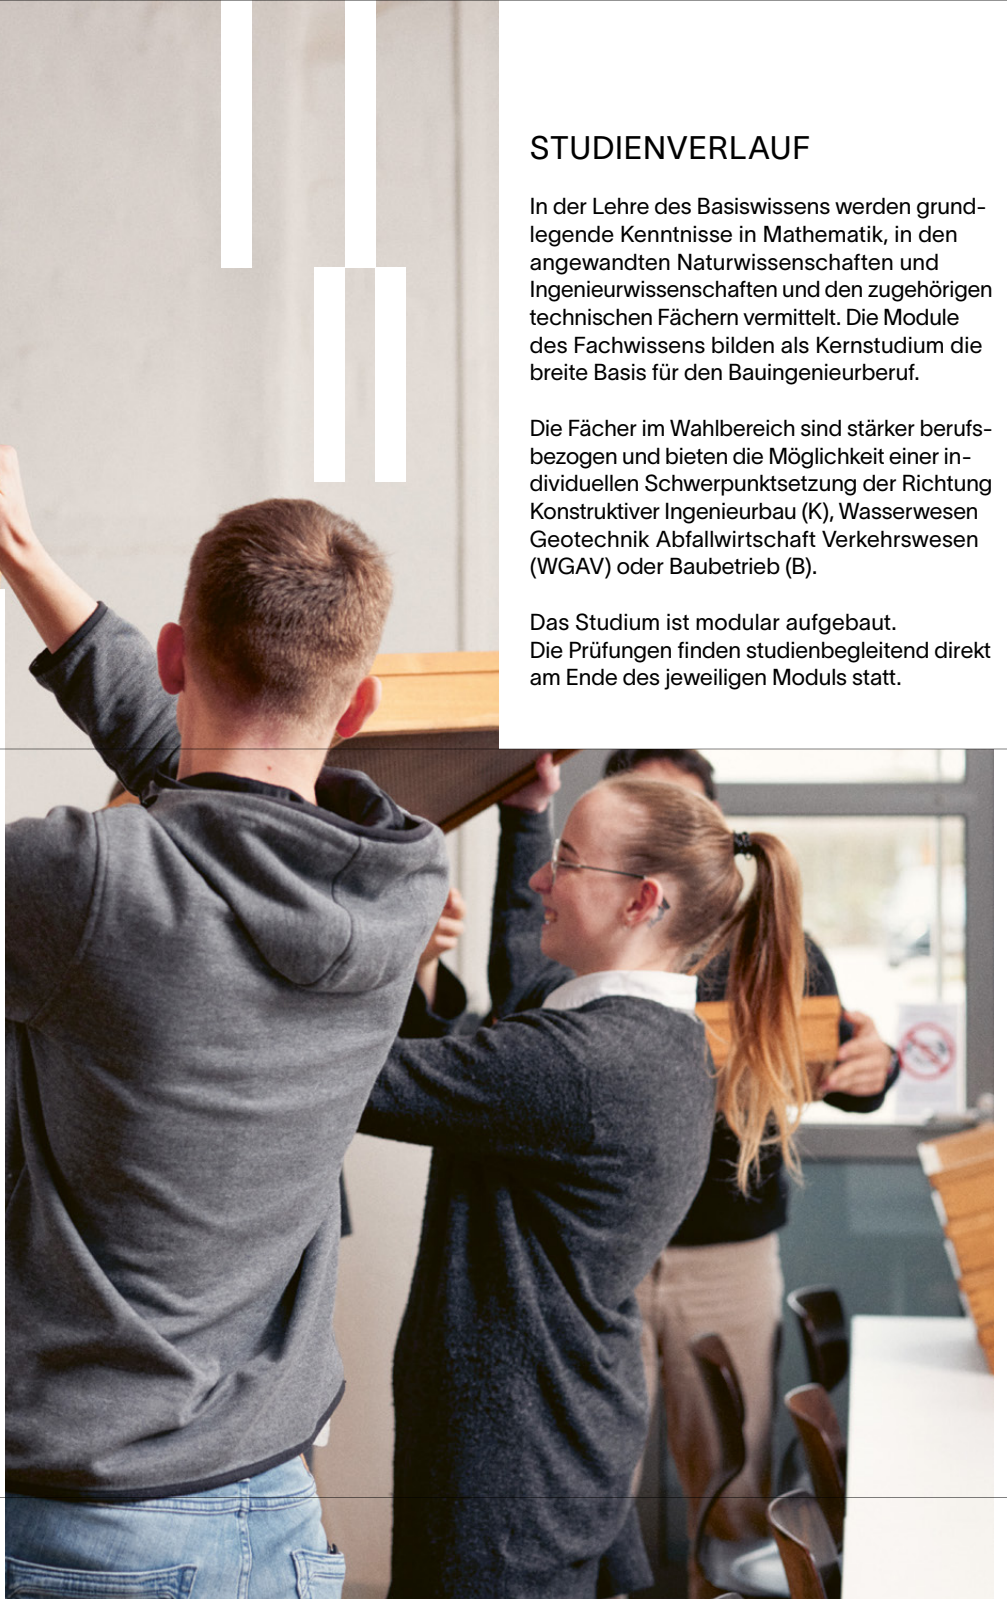 STUDIENVERLAUF
In der Lehre des Basiswissens werden grund-
legende Kenntnisse in Mathematik, in den
angewandten Naturwissenschaften und
Ingenieurwissenschaften und den zugehörigen
technischen Fächern vermittelt. Die Module
des Fachwissens bilden als Kernstudium die
breite Basis für den Bauingenieurberuf.
Die Fächer im Wahlbereich sind stärker berufs-
bezogen und bieten die Möglichkeit einer in-
dividuellen Schwerpunktsetzung der Richtung
Konstruktiver Ingenieurbau (K), Wasserwesen
Geotechnik Abfallwirtschaft Verkehrswesen
(WGAV) oder Baubetrieb (B).
Das Studium ist modular aufgebaut.
Die Prüfungen finden studienbegleitend direkt
am Ende des jeweiligen Moduls statt.